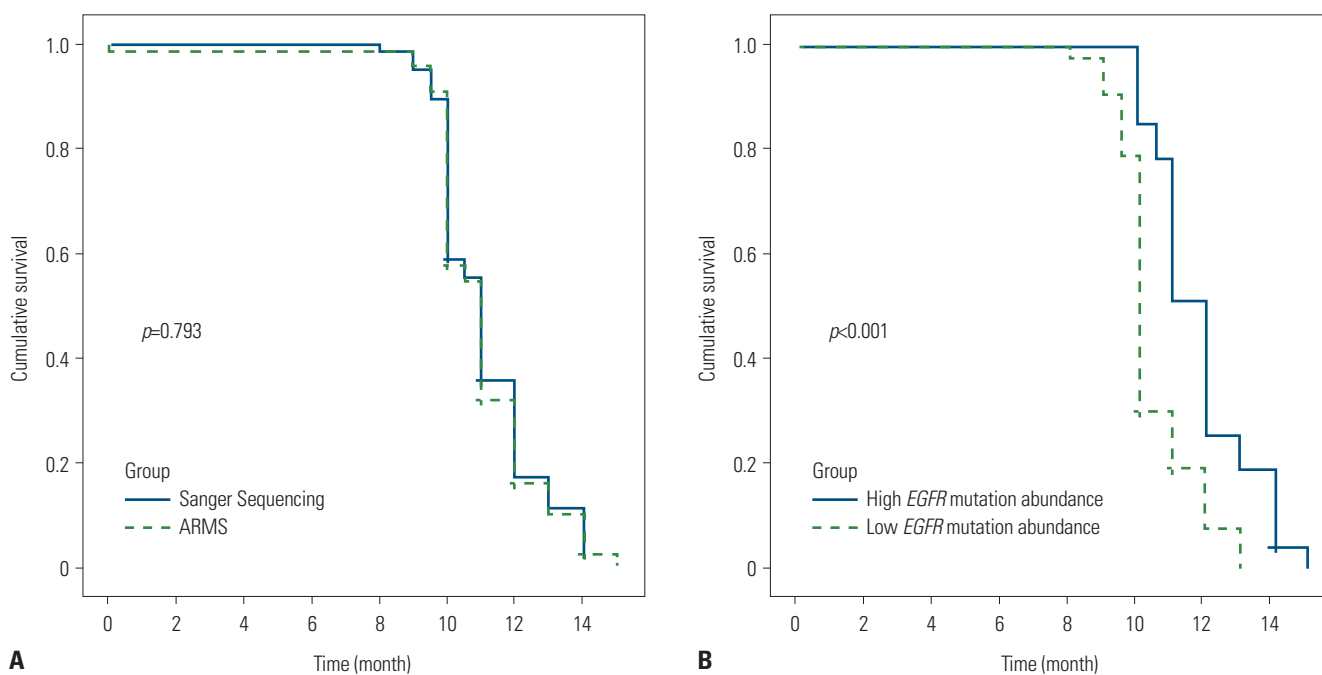 1.0
0.8
0.6
0.4
0.2
0
Cumulative survival
p=0.793
Group
Sanger Sequencing
ARMS
0 2 4 6 8 10 12 14
Time (month)
A
1.0
0.8
0.6
0.4
0.2
0
Cumulative survival
p<0.001
Group
High EGFR mutation abundance
Low EGFR mutation abundance
0 2 4 6 8 10 12 14
Time (month)
B